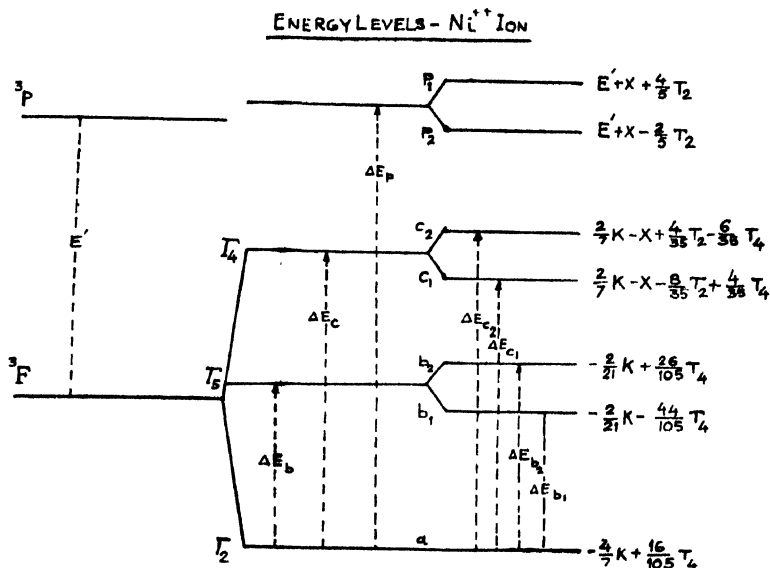 ENERGY LEVELS - Ni⁺⁺ ION
P₁ E'+X+4/5 T₂
³P
P₂ E'+X-2/5 T₂
ΔE_P
c₂ 2/7 K-X+4/35 T₂-6/35 T₄
E' Γ₄
c₁ 2/7 K-X-8/35 T₂+4/35 T₄
ΔE_c ΔE_c₂
ΔE_c₁
³F Γ₅ b₂ -2/21 K+26/105 T₄
b₁ -2/21 K-44/105 T₄
ΔE_b ΔE_b₂
ΔE_b₁
Γ₂ a -4/7 K+16/105 T₄